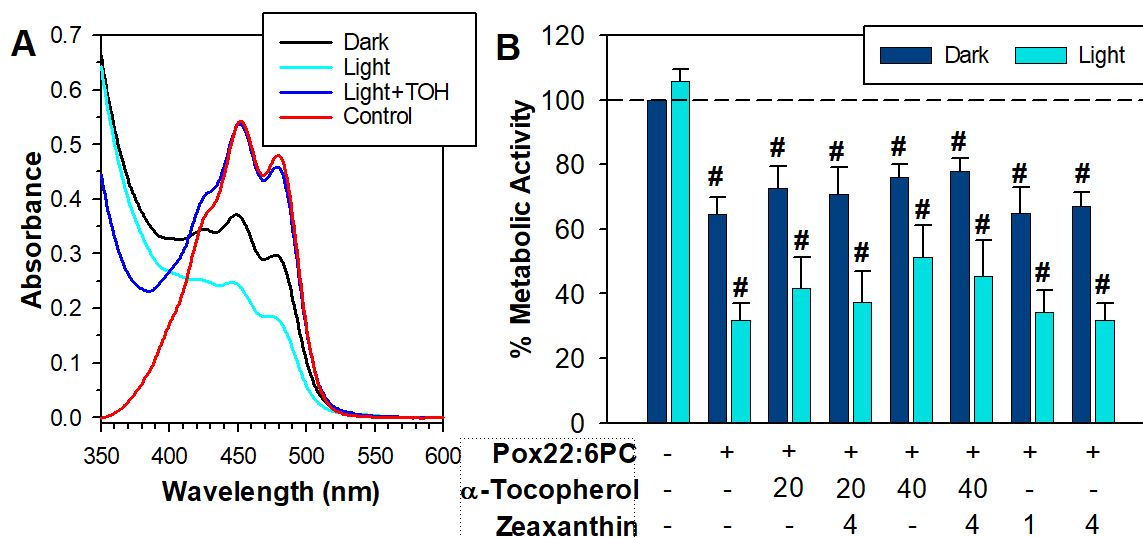 A
0.7
0.6
0.5
0.4
0.3
0.2
0.1
0.0
Absorbance
350 400 450 500 550 600
Wavelength (nm)
Dark
Light
Light+TOH
Control
B
120
100
80
60
40
20
0
% Metabolic Activity
Dark Light
# # # # # # #
# # # # # # #
Pox22:6PC - + + + + + + +
α-Tocopherol - - 20 20 40 40 - -
Zeaxanthin - - - 4 - 4 1 4